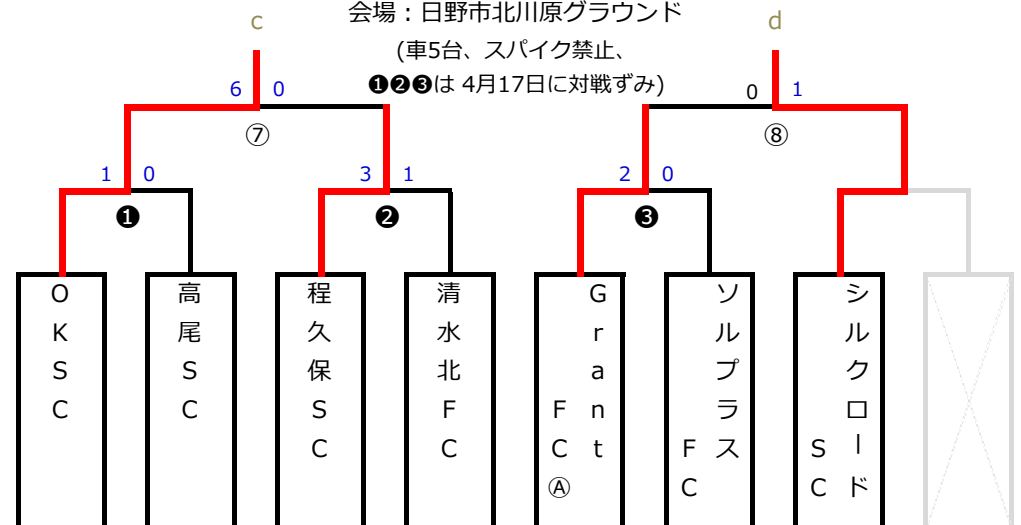 c
会場：日野市北川原グラウンド
d
(車5台、スパイク禁止、
❶❷❸は 4月17日に対戦ずみ)
6 0
0 1
⑦
⑧
1 0
3 1
2 0
❶
❷
❸
OKSC
高尾SC
程久保SC
清水北FC
Grant
FCⒶ
ソルプラス
FC
シルクロード
SC